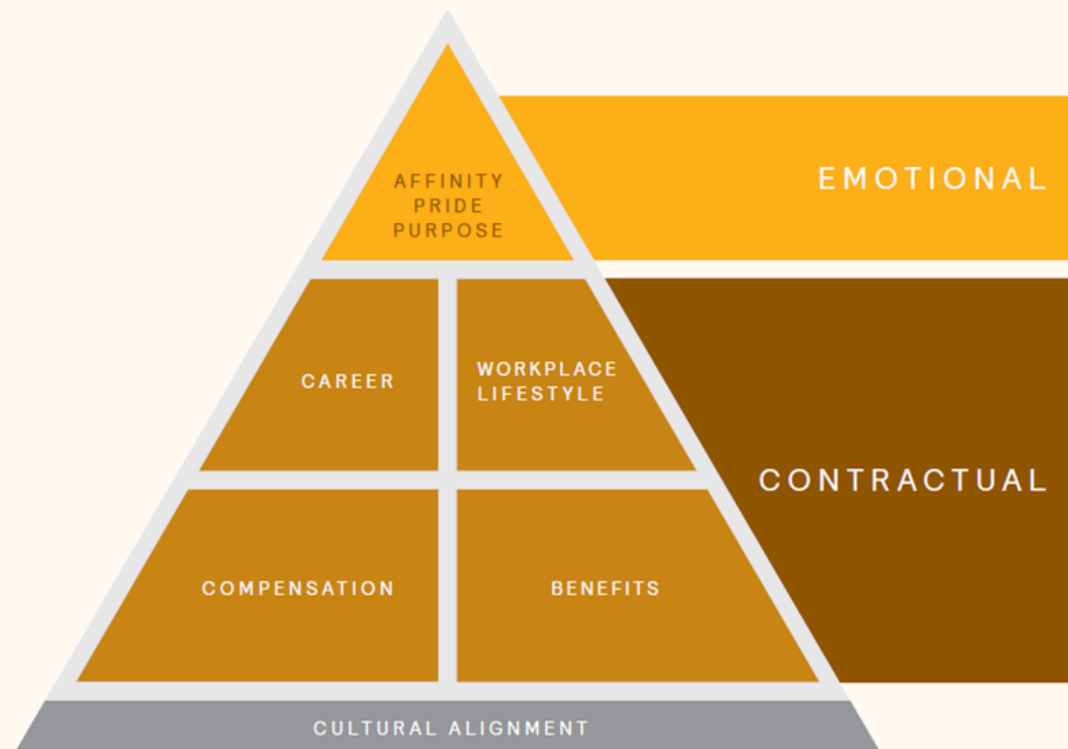 AFFINITY
PRIDE
PURPOSE
EMOTIONAL
CAREER
WORKPLACE
LIFESTYLE
CONTRACTUAL
COMPENSATION
BENEFITS
CULTURAL ALIGNMENT